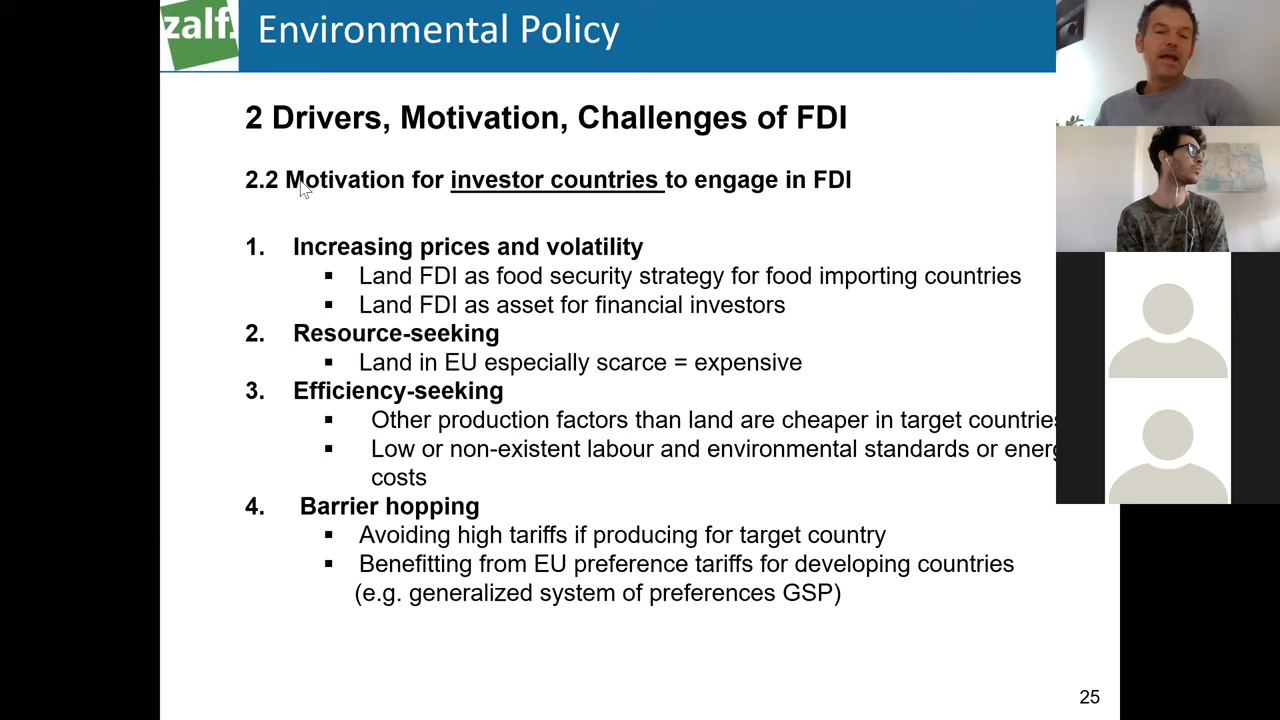 zalf.
Environmental Policy
2 Drivers, Motivation, Challenges of FDI
2.2 Motivation for investor countries to engage in FDI
1. Increasing prices and volatility
▪ Land FDI as food security strategy for food importing countries
▪ Land FDI as asset for financial investors
2. Resource-seeking
▪ Land in EU especially scarce = expensive
3. Efficiency-seeking
▪ Other production factors than land are cheaper in target countries
▪ Low or non-existent labour and environmental standards or energ
costs
4. Barrier hopping
▪ Avoiding high tariffs if producing for target country
▪ Benefitting from EU preference tariffs for developing countries
(e.g. generalized system of preferences GSP)
25